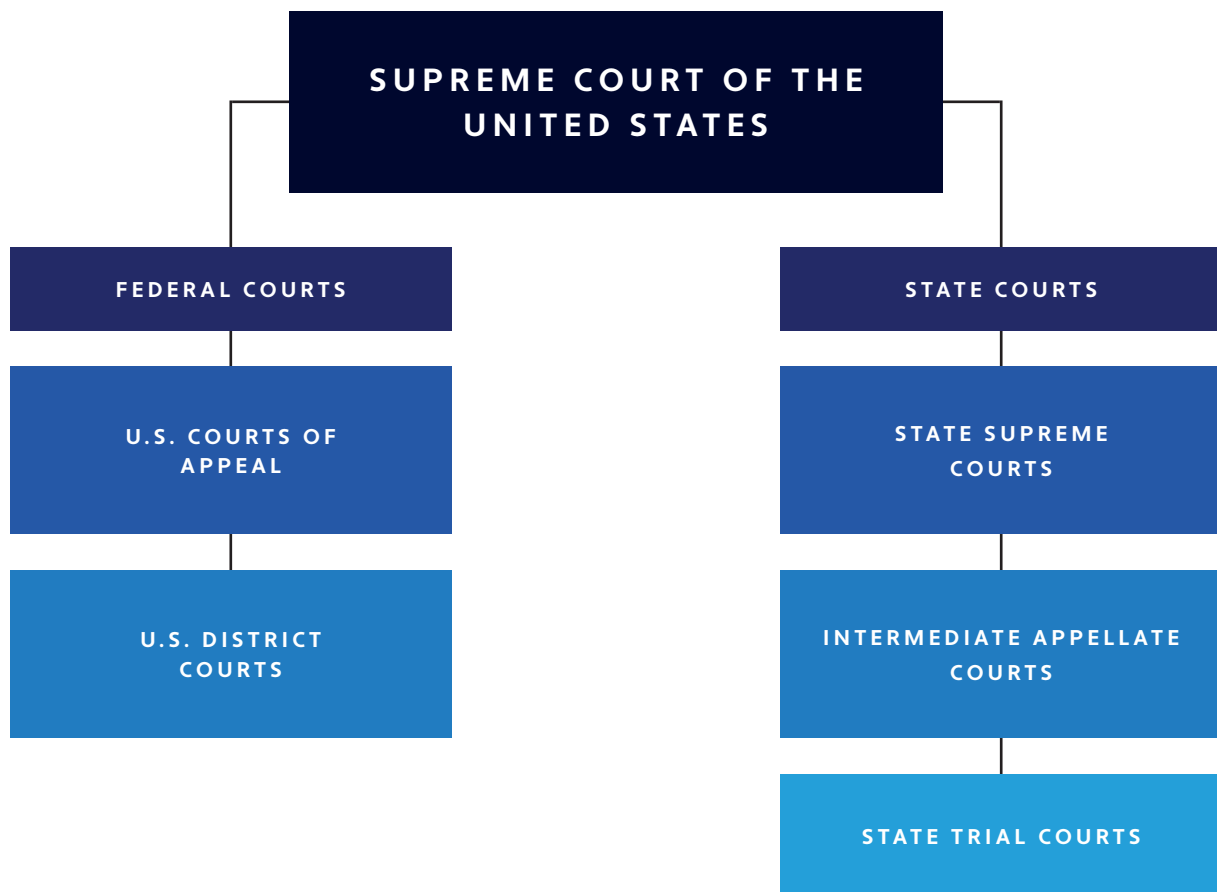 SUPREME COURT OF THE
UNITED STATES
FEDERAL COURTS
STATE COURTS
U.S. COURTS OF
APPEAL
STATE SUPREME
COURTS
U.S. DISTRICT
COURTS
INTERMEDIATE APPELLATE
COURTS
STATE TRIAL COURTS